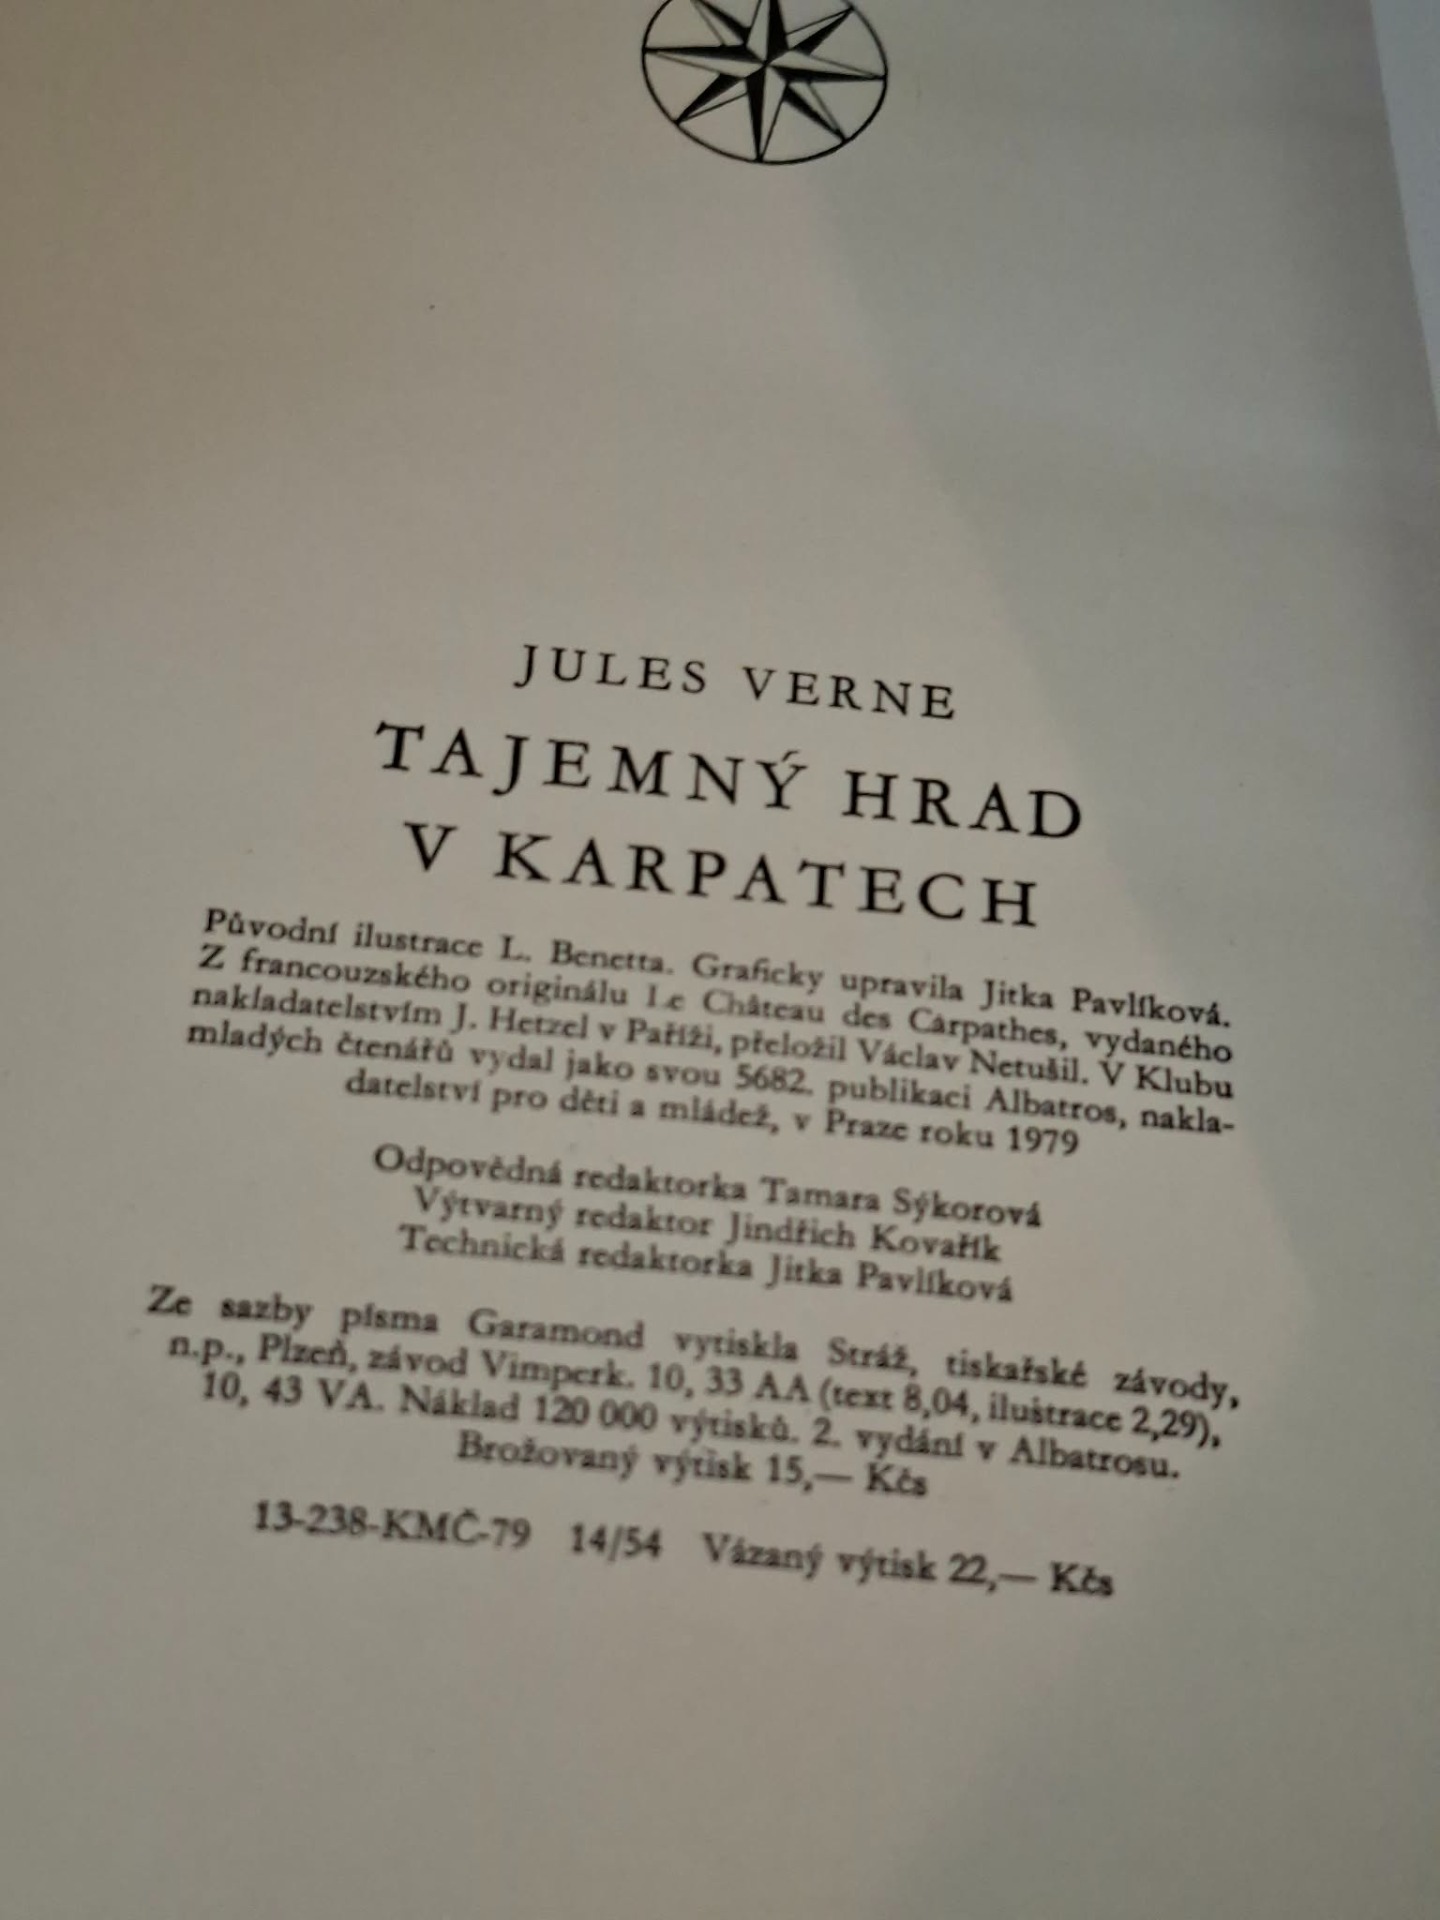 JULES VERNE
TAJEMNÝ HRAD
V KARPATECH
Původní ilustrace L. Benetta. Graficky upravila Jitka Pavlíková.
Z francouzského originálu Le Château des Carpathes, vydaného
nakladatelstvím J. Hetzel v Paříži, přeložil Václav Netušil. V Klubu
mladých čtenářů vydal jako svou 5682. publikaci Albatros, nakla-
datelství pro děti a mládež, v Praze roku 1979
Odpovědná redaktorka Tamara Sýkorová
Výtvarný redaktor Jindřich Kovařík
Technická redaktorka Jitka Pavlíková
Ze sazby písma Garamond vytiskla Stráž, tiskařské závody,
n.p., Plzeň, závod Vimperk. 10, 33 AA (text 8,04, ilustrace 2,29),
10, 43 VA. Náklad 120 000 výtisků. 2. vydání v Albatrosu.
Brožovaný výtisk 15,— Kčs
13-238-KMČ-79 14/54 Vázaný výtisk 22,— Kčs